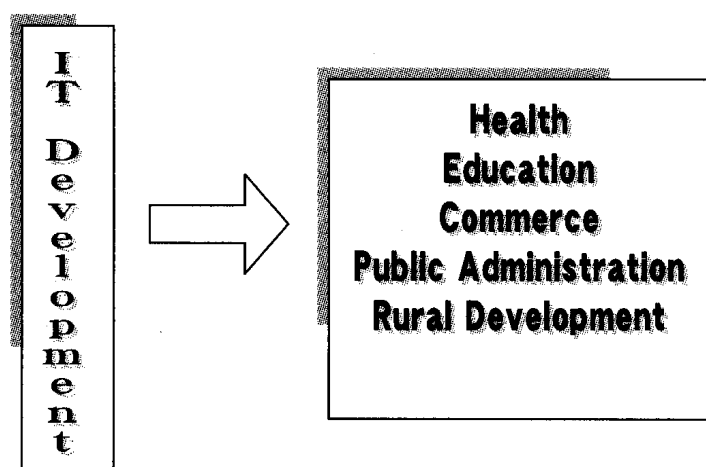 IT Development
Health
Education
Commerce
Public Administration
Rural Development